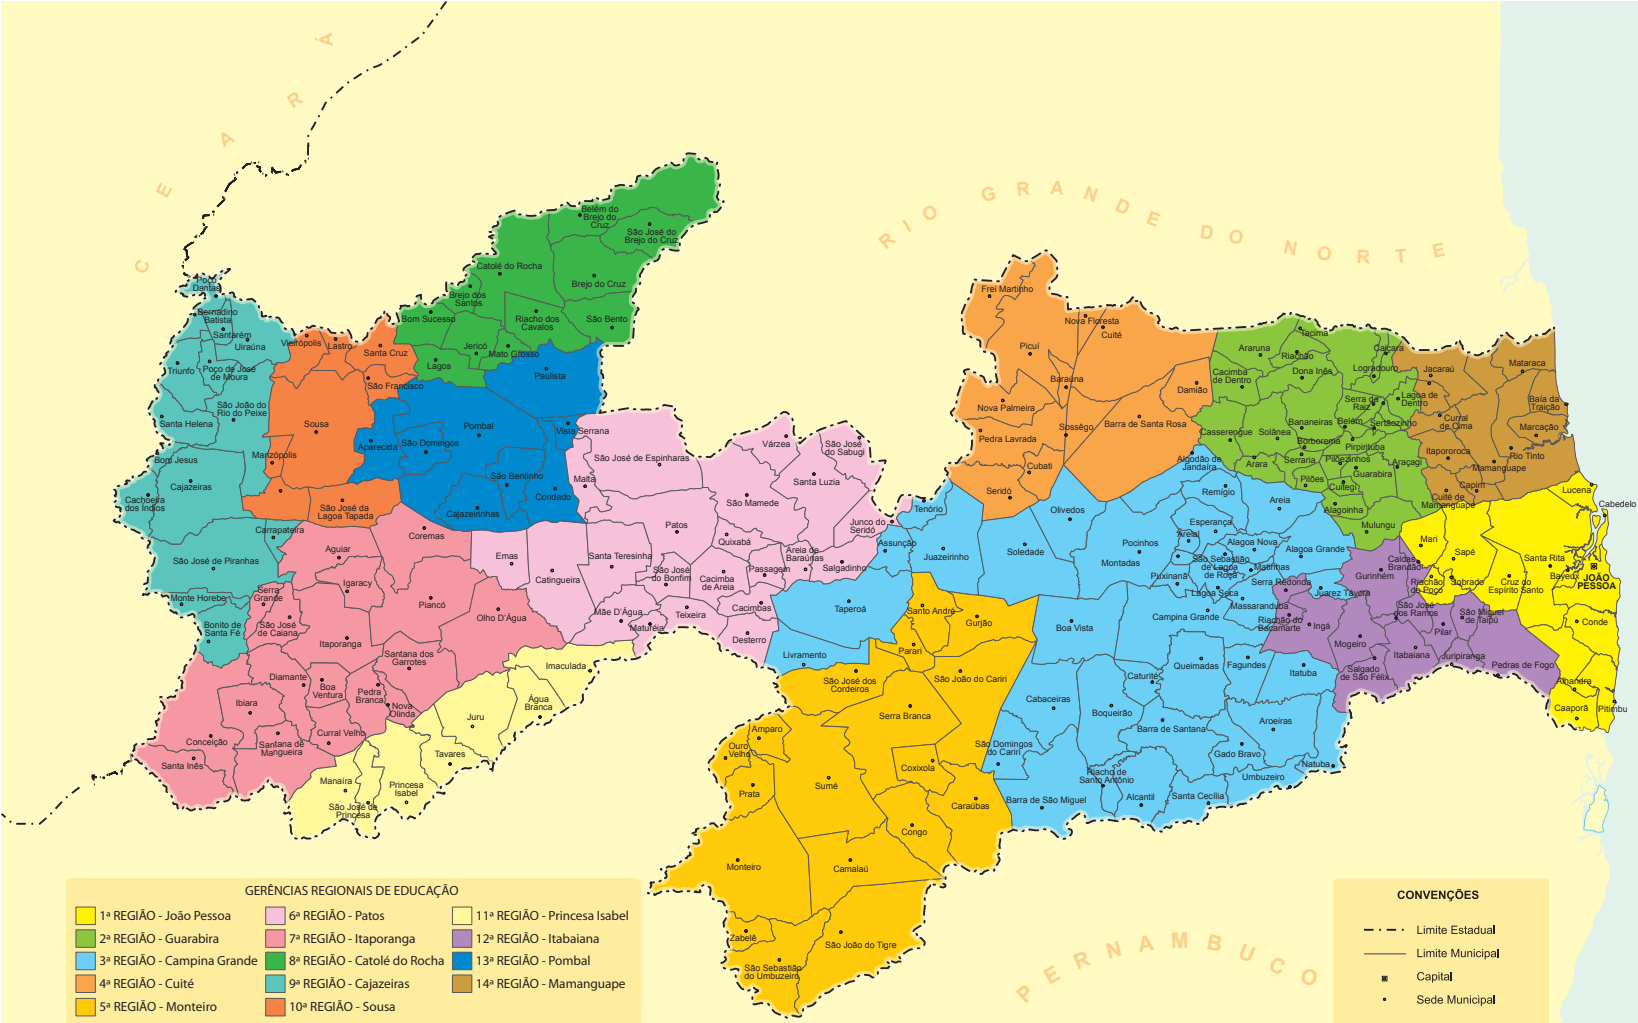 CEARÁ
RIO GRANDE DO NORTE
PERNAMBUCO
Poço
Dantas
Bernadino
Batista
Santarém
Uiraúna
Triunfo
Poço de José
de Moura
São João do
Rio do Peixe
Santa Helena
Bom Jesus
Cajazeiras
Cachoeira
dos Índios
Carrapateira
São José de Piranhas
Monte Horebe
Bonito de
Santa Fé
Vieirópolis
Lastro
Santa Cruz
São Francisco
Sousa
Marizópolis
São José da
Lagoa Tapada
Belém do
Brejo do
Cruz
São José do
Brejo do Cruz
Catolé do Rocha
Brejo do Cruz
Brejo dos
Santos
Bom Sucesso
Riacho dos
Cavalos
São Bento
Jericó
Mato Grosso
Lagos
Paulista
Pombal
Vista Serrana
Aparecida
São Domingos
São Bentinho
Condado
Cajazeirinhas
São José de Espinharas
Malta
Várzea
São José
do Sabugi
Santa Luzia
São Mamede
Patos
Quixabá
Junco do
Seridó
Areia de
Baraúnas
Salgadinho
Passagem
Cacimba
de Areia
São José
do Bonfim
Santa Teresinha
Catingueira
Emas
Mãe D'Água
Maturéia
Teixeira
Cacimbas
Desterro
Coremas
Aguiar
Igaracy
Piancó
Olho D'Água
Serra
Grande
São José
de Caiana
Itaporanga
Santana dos
Garrotes
Diamante
Boa
Ventura
Pedra
Branca
Nova
Olinda
Ibiara
Curral Velho
Conceição
Santana de
Mangueira
Santa Inês
Imaculada
Água
Branca
Juru
Tavares
Princesa
Isabel
Manaíra
São José de
Princesa
Frei Martinho
Nova Floresta
Cuité
Picuí
Baraúna
Damião
Nova Palmeira
Sossêgo
Barra de Santa Rosa
Pedra Lavrada
Cubati
Seridó
Tacima
Araruna
Riachão
Caiçara
Cacimba
de Dentro
Dona Inês
Logradouro
Lagoa de
Dentro
Serra da
Raiz
Bananeiras
Belém
Sertãozinho
Casserengue
Solânea
Borborema
Pirpirituba
Arara
Serraria
Pilõezinhos
Guarabira
Araçagi
Pilões
Cuitegi
Alagoinha
Mulungu
Jacaraú
Mataraca
Baía da
Traição
Curral
de Cima
Marcação
Itapororoca
Rio Tinto
Mamanguape
Capim
Cuité de
Mamanguape
Lucena
Cabedelo
Mari
Sapé
Santa Rita
Bayeux
JOÃO
PESSOA
Sobrado
Riachão
do Poço
Cruz do
Espírito Santo
Conde
Alhandra
Caaporã
Pitimbu
Caldas
Brandão
Gurinhém
São José
dos Ramos
São Miguel
de Taipú
Pilar
Juripiranga
Pedras de Fogo
Itabaiana
Mogeiro
Salgado
de São Félix
Ingá
Riachão do
Bacamarte
Serra Redonda
Juarez Távora
Algodão de
Jandaíra
Remígio
Areia
Esperança
Areial
Alagoa Nova
Alagoa Grande
São Sebastião
de Lagoa
de Roça
Matinhas
Montadas
Pocinhos
Puxinanã
Lagoa Seca
Massaranduba
Campina Grande
Olivedos
Soledade
Juazeirinho
Tenório
Assunção
Taperoá
Livramento
Boa Vista
Queimadas
Fagundes
Itatuba
Caturité
Cabaceiras
Boqueirão
Barra de Santana
Aroeiras
Gado Bravo
Natuba
Umbuzeiro
São Domingos
do Cariri
Riacho de
Santo Antônio
Barra de São Miguel
Alcantil
Santa Cecília
Santo André
Gurjão
Parari
São José dos
Cordeiros
São João do Cariri
Serra Branca
Amparo
Ouro
Velho
Prata
Sumé
Coxixola
Caraúbas
Congo
Camalaú
Monteiro
Zabelê
São João do Tigre
São Sebastião
do Umbuzeiro
GERÊNCIAS REGIONAIS DE EDUCAÇÃO
1ª REGIÃO - João Pessoa
2ª REGIÃO - Guarabira
3ª REGIÃO - Campina Grande
4ª REGIÃO - Cuité
5ª REGIÃO - Monteiro
6ª REGIÃO - Patos
7ª REGIÃO - Itaporanga
8ª REGIÃO - Catolé do Rocha
9ª REGIÃO - Cajazeiras
10ª REGIÃO - Sousa
11ª REGIÃO - Princesa Isabel
12ª REGIÃO - Itabaiana
13ª REGIÃO - Pombal
14ª REGIÃO - Mamanguape
CONVENÇÕES
Limite Estadual
Limite Municipal
Capital
Sede Municipal